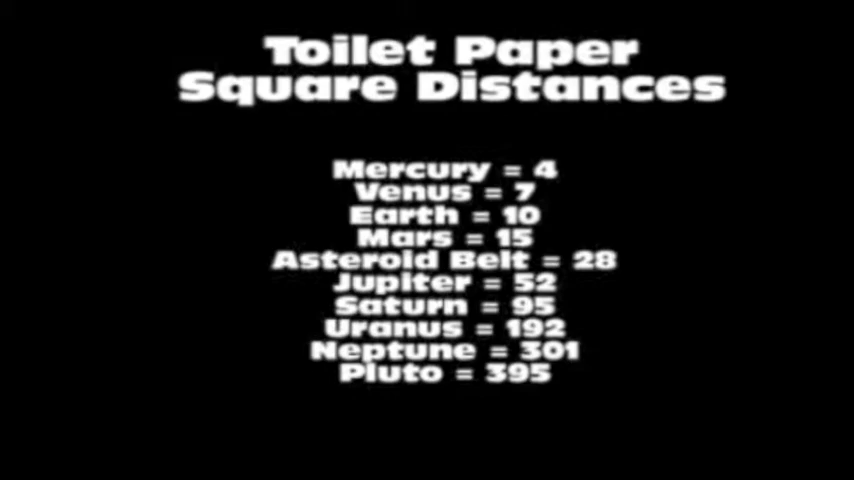 Toilet Paper
Square Distances
Mercury = 4
Venus = 7
Earth = 10
Mars = 15
Asteroid Belt = 28
Jupiter = 52
Saturn = 95
Uranus = 192
Neptune = 301
Pluto = 395